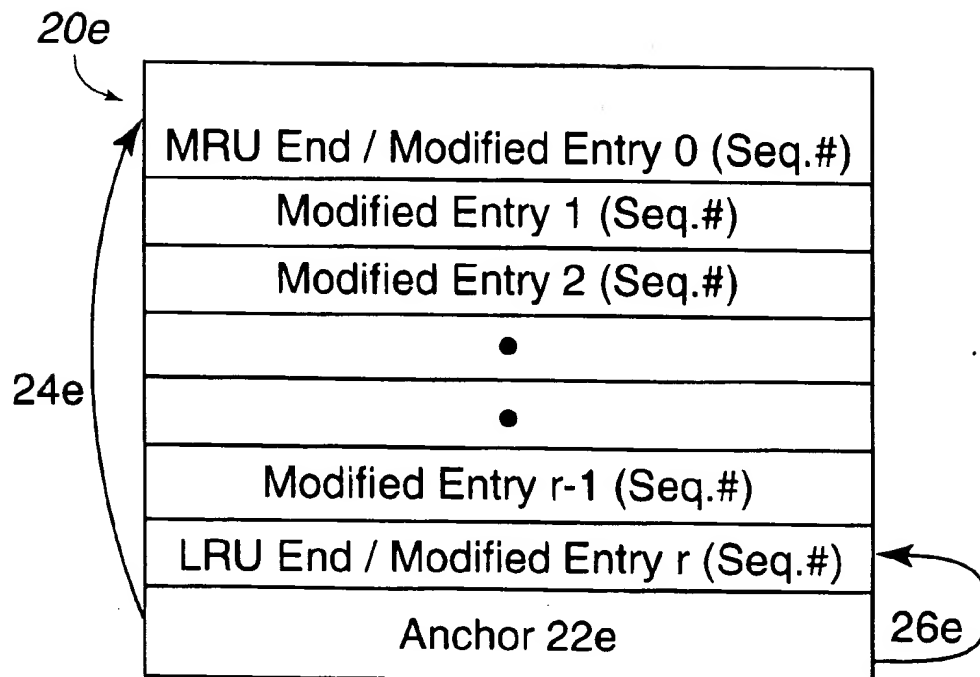 20e
MRU End / Modified Entry 0 (Seq.#)
Modified Entry 1 (Seq.#)
Modified Entry 2 (Seq.#)
24e
Modified Entry r-1 (Seq.#)
LRU End / Modified Entry r (Seq.#)
Anchor 22e
26e